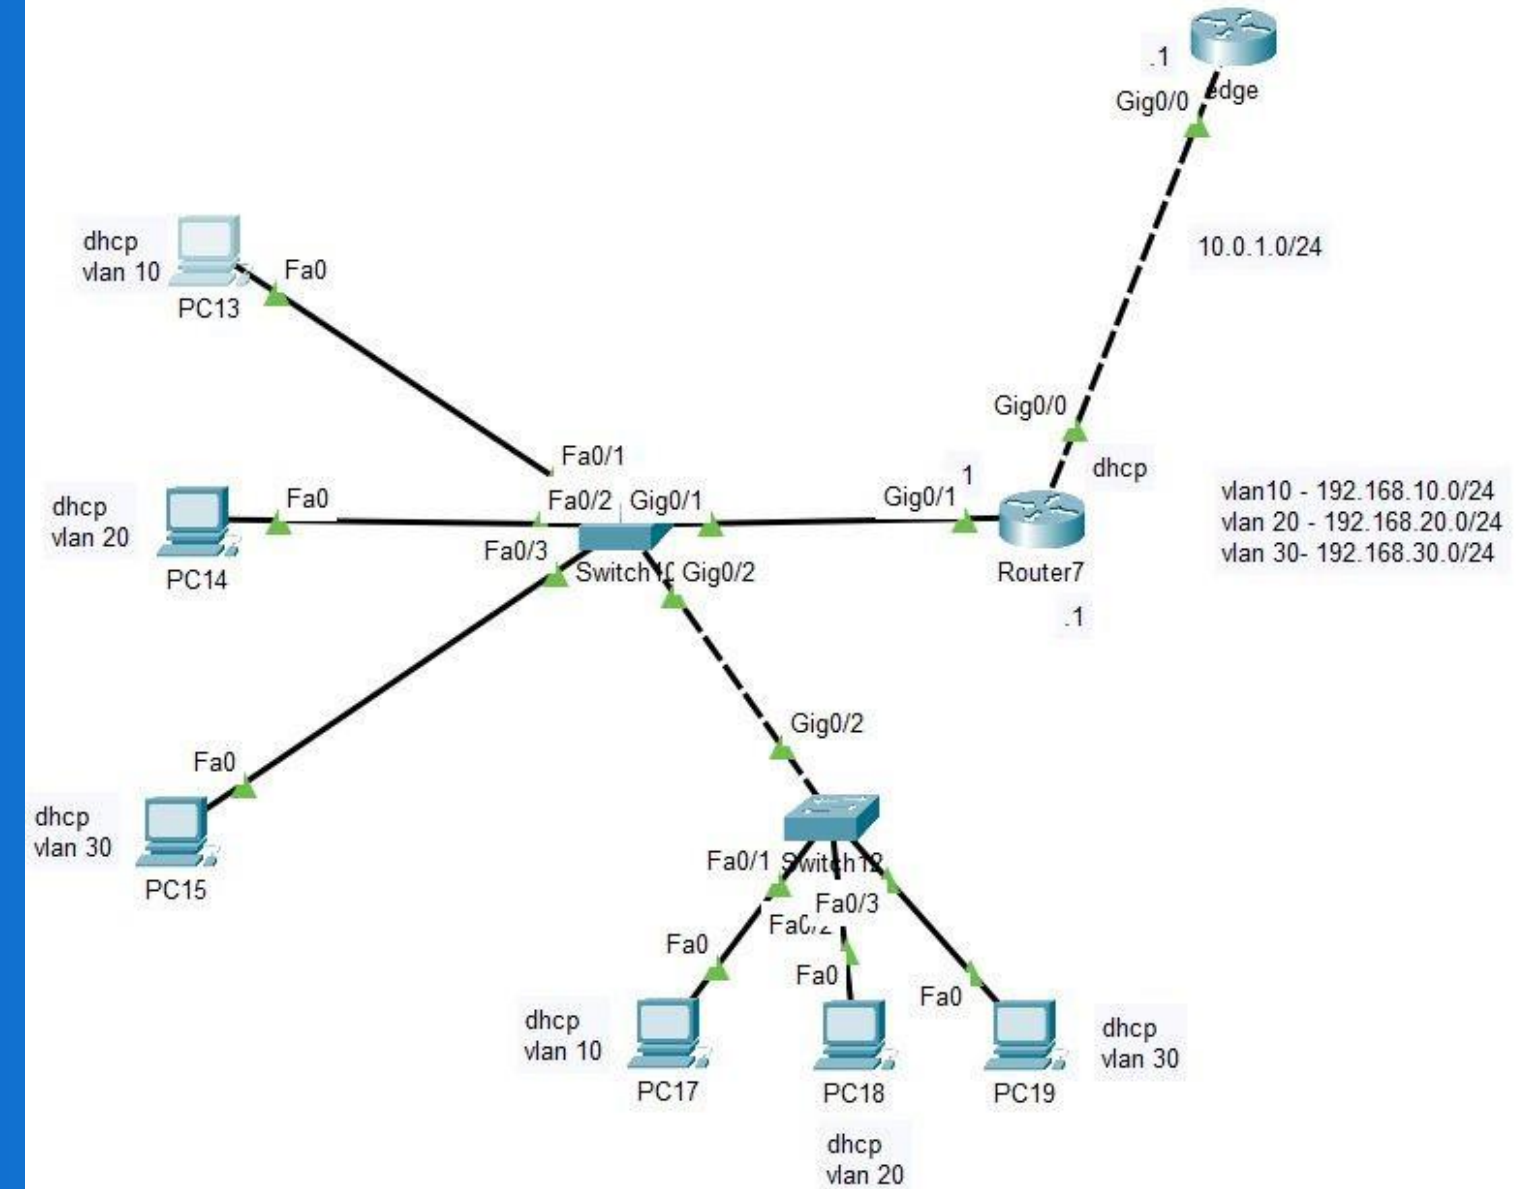 .1
Gig0/0
edge
10.0.1.0/24
dhcp
vlan 10
Fa0
PC13
Gig0/0
dhcp
Fa0/1
1
Gig0/1
Router7
.1
vlan10 - 192.168.10.0/24
vlan 20 - 192.168.20.0/24
vlan 30- 192.168.30.0/24
dhcp
vlan 20
Fa0
PC14
Fa0/2
Gig0/1
Fa0/3
Gig0/2
Fa0
dhcp
vlan 30
PC15
Gig0/2
Fa0/1
Switch12
Fa0/3
Fa0/2
Fa0
Fa0
Fa0
dhcp
vlan 10
PC17
PC18
dhcp
vlan 20
PC19
dhcp
vlan 30